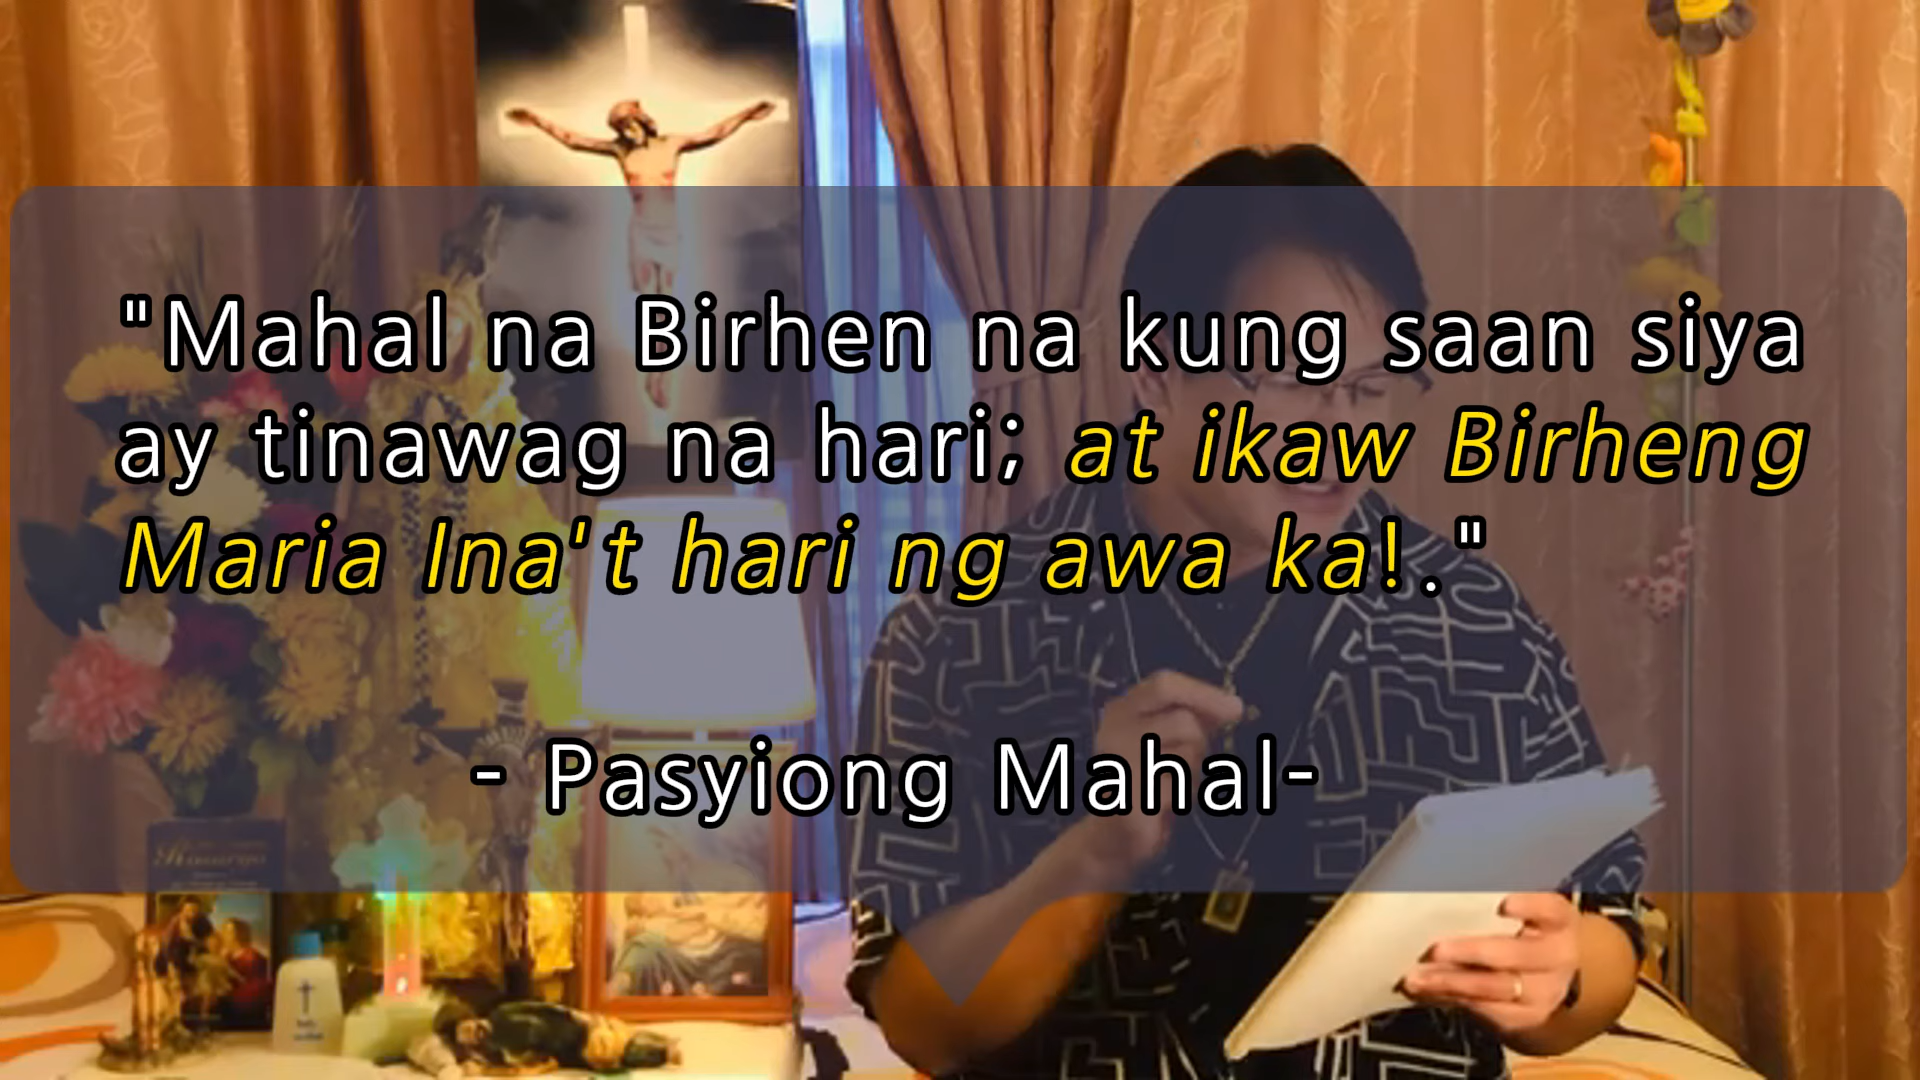 "Mahal na Birhen na kung saan siya
ay tinawag na hari; at ikaw Birheng
Maria Ina't hari ng awa ka!."
- Pasyiong Mahal-